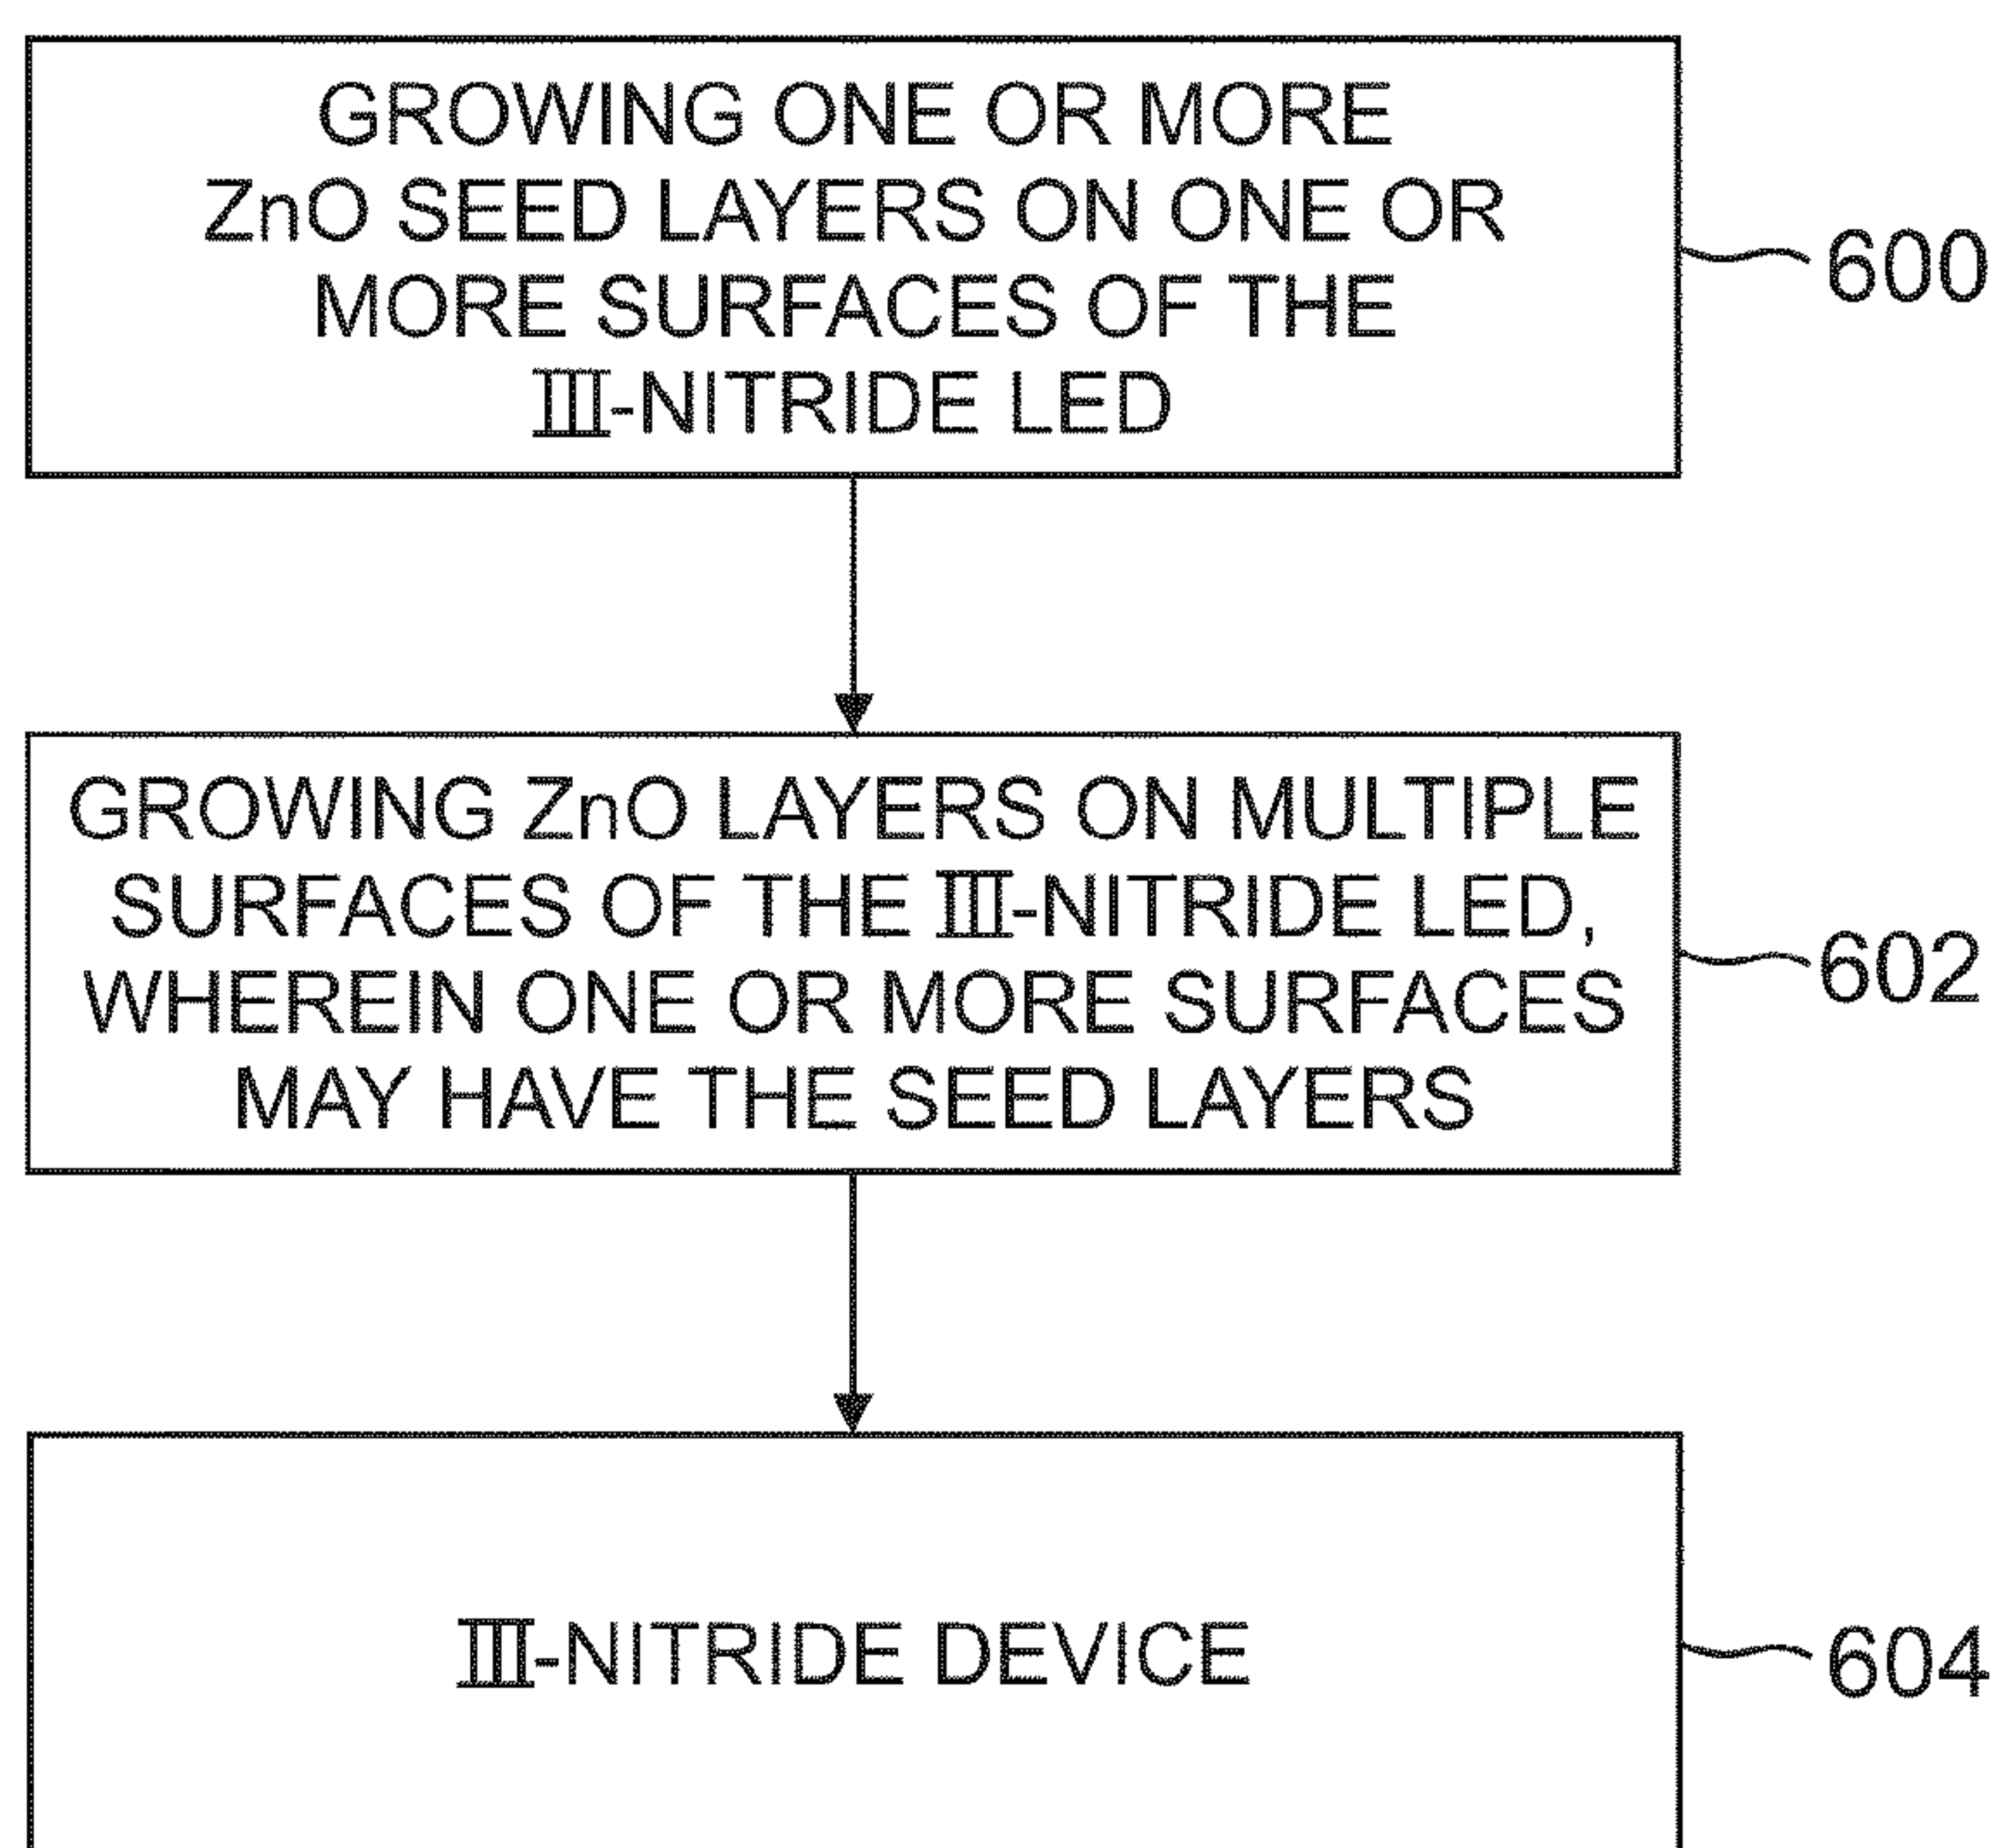 GROWING ONE OR MORE
ZnO SEED LAYERS ON ONE OR
MORE SURFACES OF THE
III-NITRIDE LED
600
GROWING ZnO LAYERS ON MULTIPLE
SURFACES OF THE III-NITRIDE LED,
WHEREIN ONE OR MORE SURFACES
MAY HAVE THE SEED LAYERS
602
III-NITRIDE DEVICE
604